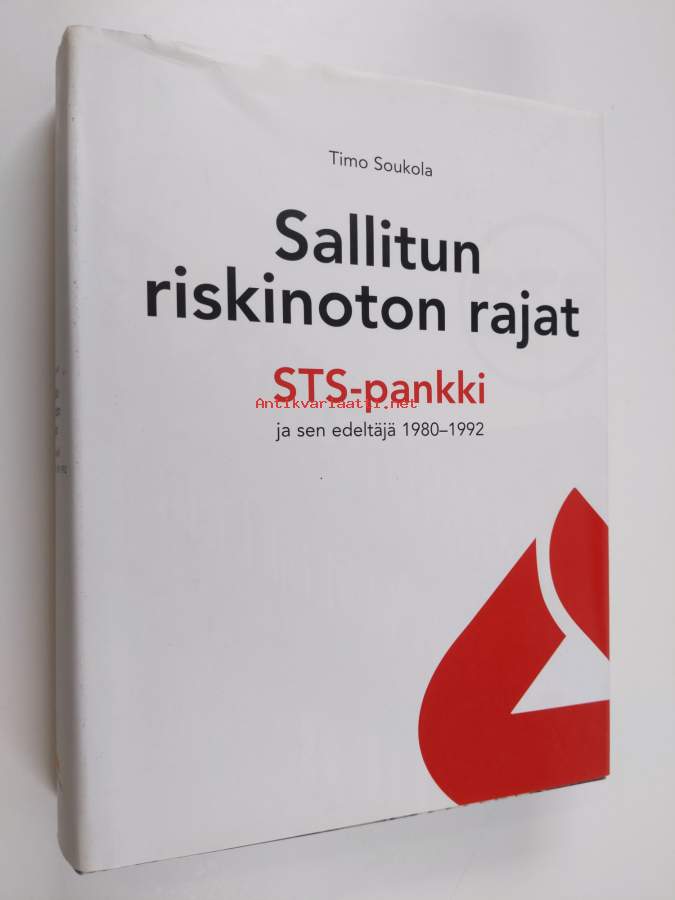 Timo Soukola
Sallitun
riskinoton rajat
STS-pankki
Antikvariaatti.net
ja sen edeltäjä 1980–1992